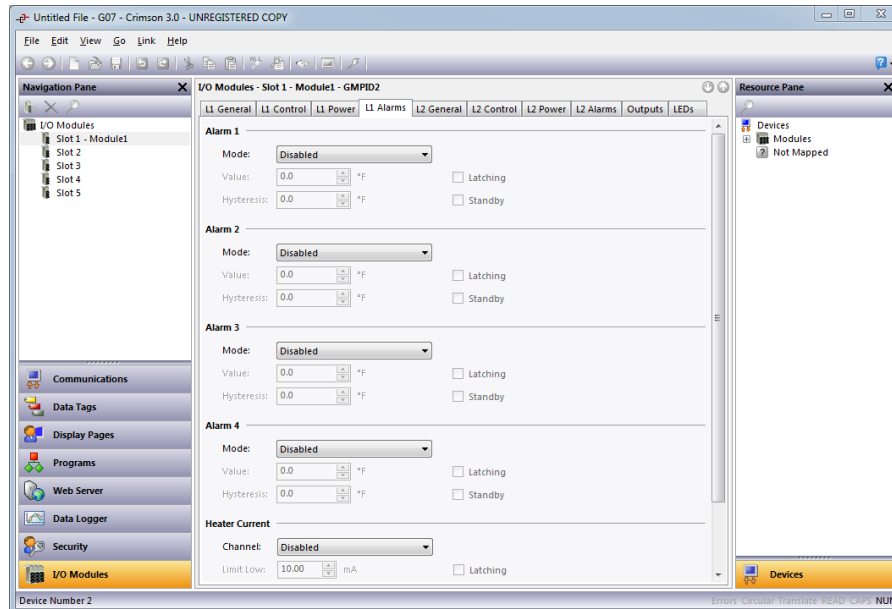 Untitled File - G07 - Crimson 3.0 - UNREGISTERED COPY
File Edit View Go Link Help
Navigation Pane
I/O Modules
Slot 1 - Module1
Slot 2
Slot 3
Slot 4
Slot 5
Communications
Data Tags
Display Pages
Programs
Web Server
Data Logger
Security
I/O Modules
I/O Modules - Slot 1 - Module1 - GMPID2
L1 General L1 Control L1 Power L1 Alarms L2 General L2 Control L2 Power L2 Alarms Outputs LEDs
Alarm 1
Mode: Disabled
Value: 0.0 °F Latching
Hysteresis: 0.0 °F Standby
Alarm 2
Mode: Disabled
Value: 0.0 °F Latching
Hysteresis: 0.0 °F Standby
Alarm 3
Mode: Disabled
Value: 0.0 °F Latching
Hysteresis: 0.0 °F Standby
Alarm 4
Mode: Disabled
Value: 0.0 °F Latching
Hysteresis: 0.0 °F Standby
Heater Current
Channel: Disabled
Limit Low: 10.00 mA Latching
Resource Pane
Devices
Modules
Not Mapped
Devices
Device Number 2
Errors Circular Translate READ CAPS NUM